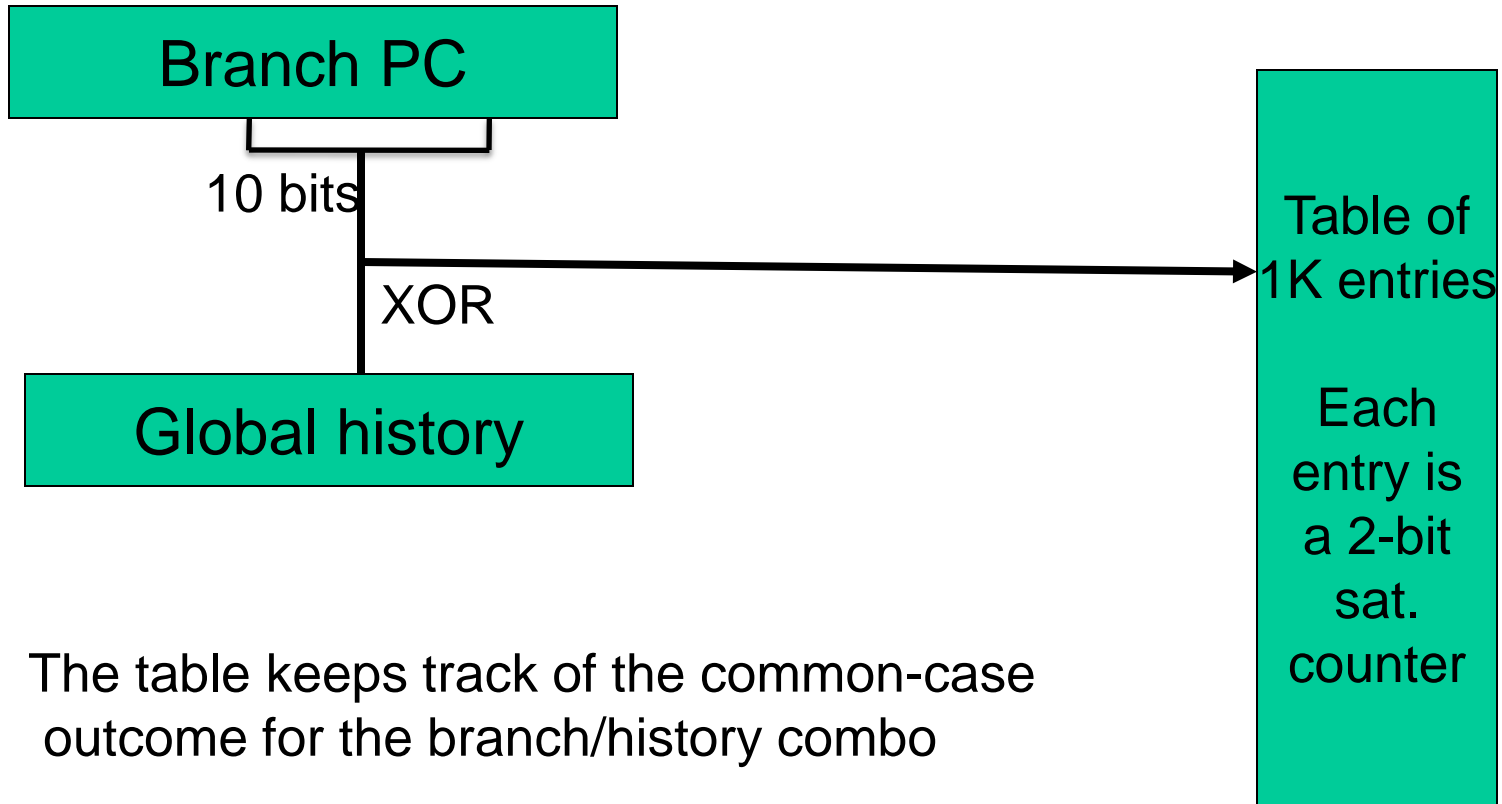 Branch PC
10 bits
XOR
Global history
Table of
1K entries
Each
entry is
a 2-bit
sat.
counter
The table keeps track of the common-case
outcome for the branch/history combo